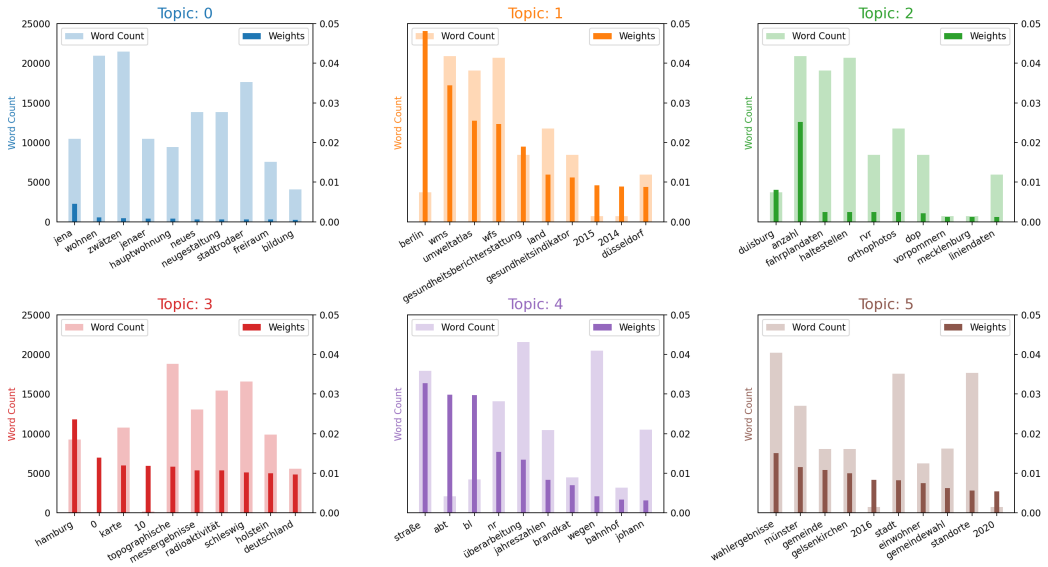 Topic: 0
Topic: 1
Topic: 2
25000
20000
15000
10000
5000
0
Word Count
Word Count
Weights
0.05
0.04
0.03
0.02
0.01
0.00
jena
wohnen
zwätzen
jenaer
hauptwohnung
neues
neugestaltung
stadtrodaer
freiraum
bildung
Word Count
Word Count
Weights
0.05
0.04
0.03
0.02
0.01
0.00
berlin
wms
umweltatlas
wfs
gesundheitsberichterstattung
land
gesundheitsindikator
2015
2014
düsseldorf
Word Count
Word Count
Weights
0.05
0.04
0.03
0.02
0.01
0.00
duisburg
anzahl
fahrplandaten
haltestellen
rvr
orthophotos
dop
vorpommern
mecklenburg
liniendaten
Topic: 3
Topic: 4
Topic: 5
25000
20000
15000
10000
5000
0
Word Count
Word Count
Weights
0.05
0.04
0.03
0.02
0.01
0.00
hamburg
0
karte
10
topographische
messergebnisse
radioaktivität
schleswig
holstein
deutschland
Word Count
Word Count
Weights
0.05
0.04
0.03
0.02
0.01
0.00
straße
abt
bl
nr
überarbeitung
jahreszahlen
brandkat
wegen
bahnhof
johann
Word Count
Word Count
Weights
0.05
0.04
0.03
0.02
0.01
0.00
wahlergebnisse
münster
gemeinde
gelsenkirchen
2016
stadt
einwohner
gemeindewahl
standorte
2020